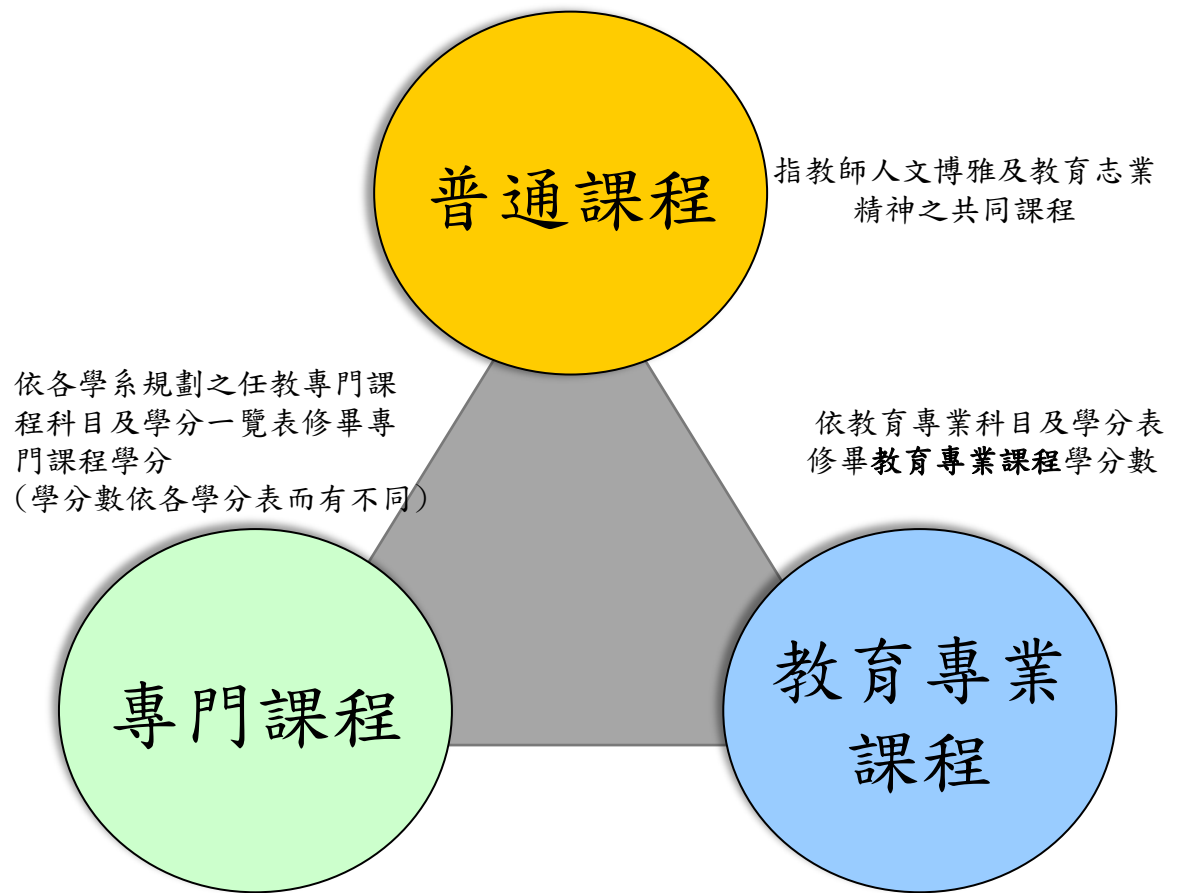 普通課程
指教師人文博雅及教育志業
精神之共同課程
依各學系規劃之任教專門課
程科目及學分一覽表修畢專
門課程學分
(學分數依各學分表而有不同)
依教育專業科目及學分表
修畢教育專業課程學分數
專門課程
教育專業
課程